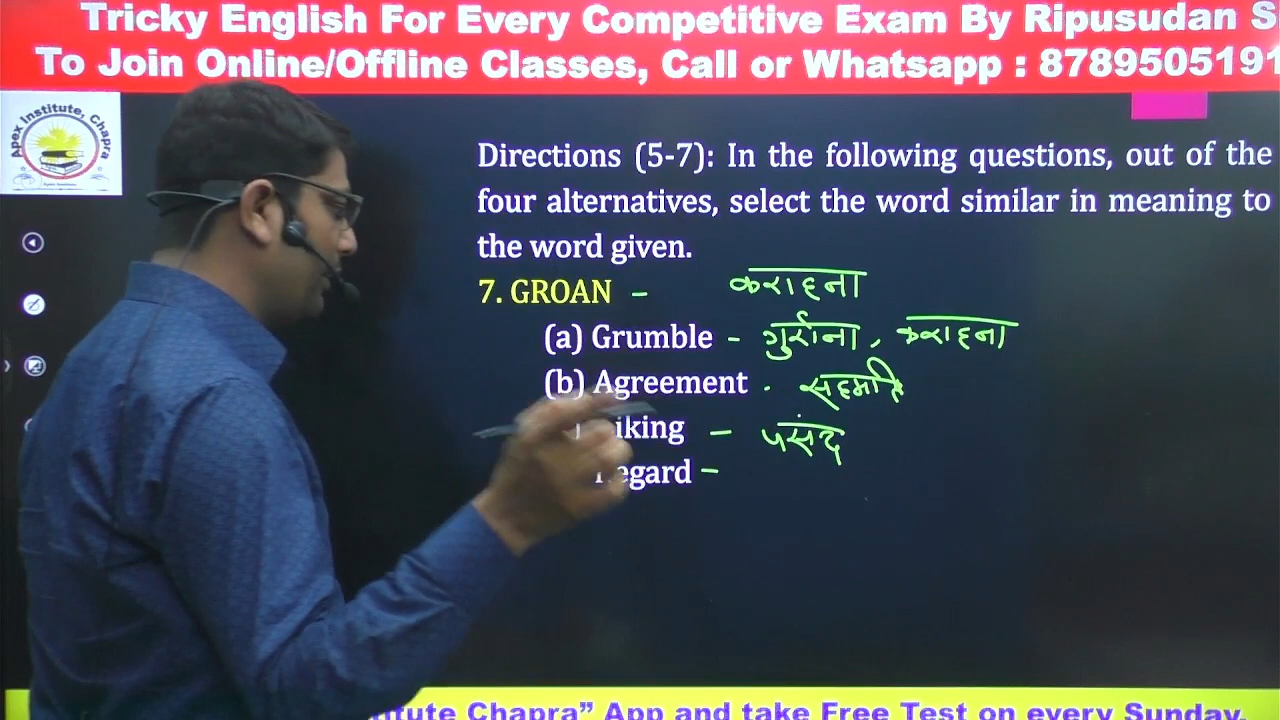 Tricky English For Every Competitive Exam By Ripusudan S
To Join Online/Offline Classes, Call or Whatsapp : 8789505191
Apex Institute, Chapra
Directions (5-7): In the following questions, out of the
four alternatives, select the word similar in meaning to
the word given.
7. GROAN – कराहना
(a) Grumble – गुर्राना, कराहना
(b) Agreement . सहमति
iking – पसंद
Regard –
tute Chapra" App and take Free Test on every Sunday.